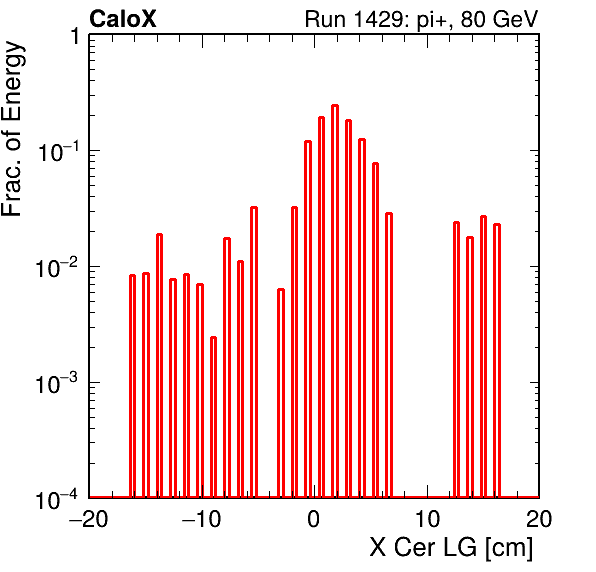 CaloX Run 1429: pi+, 80 GeV
Frac. of Energy
1
10⁻¹
10⁻²
10⁻³
10⁻⁴
−20 −10 0 10 20
X Cer LG [cm]